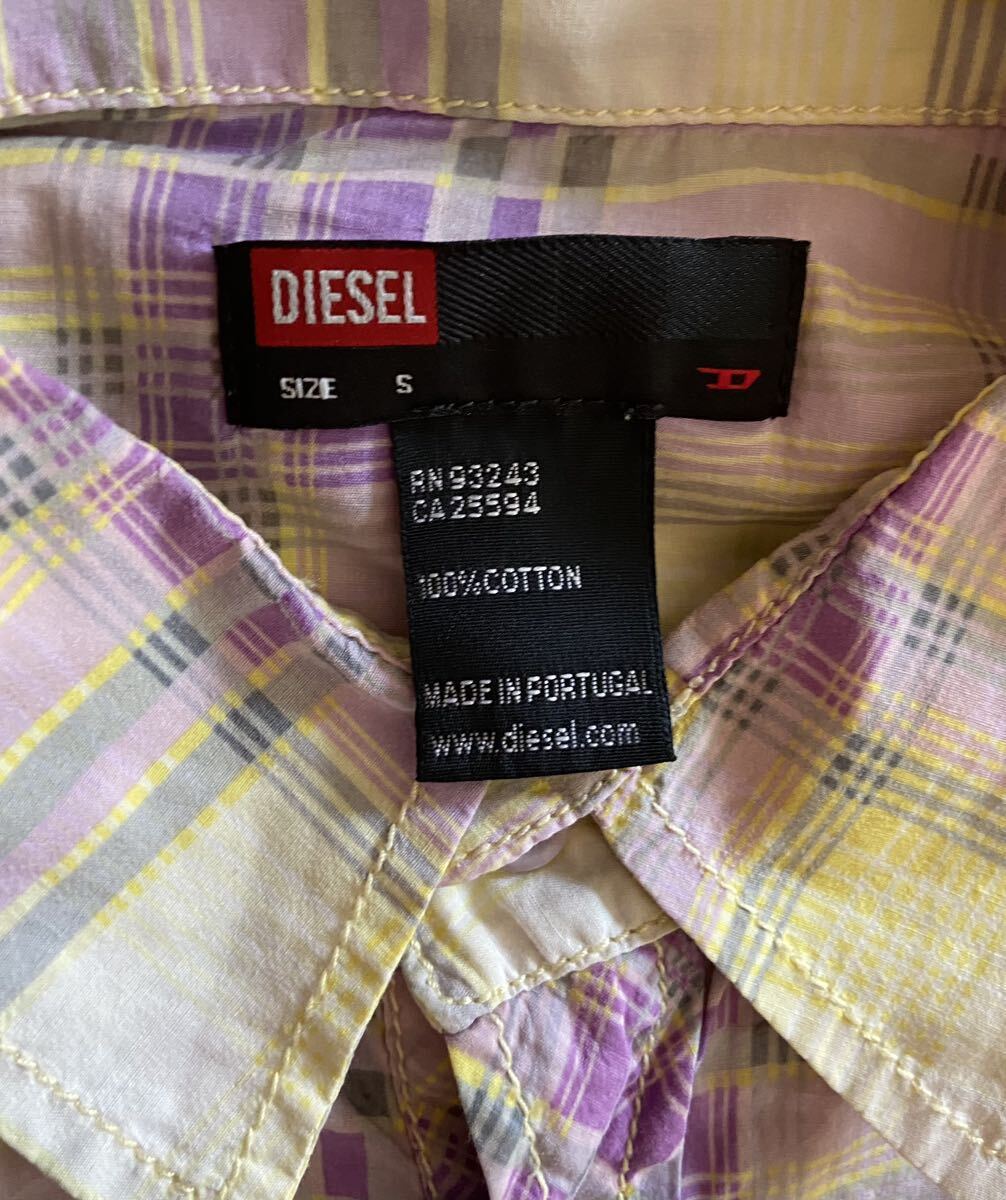 DIESEL
SIZE S
D
RN 93243
CA 25594
100% COTTON
MADE IN PORTUGAL
www.diesel.com